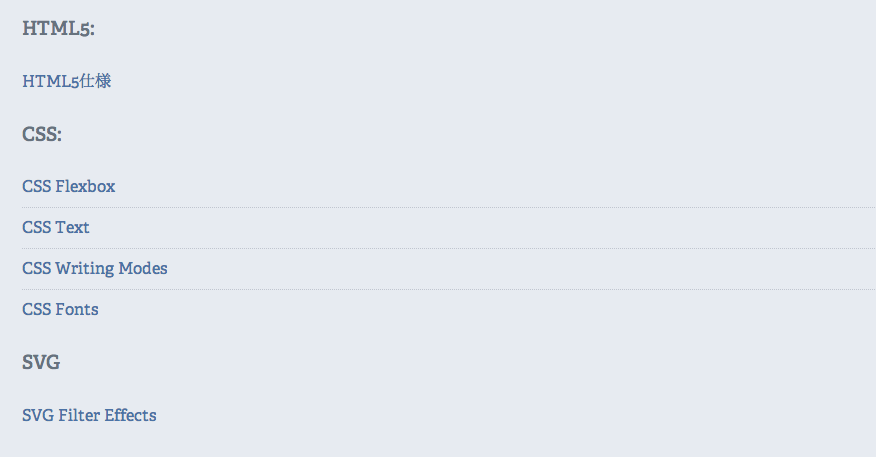 HTML5:
HTML5仕様
CSS:
CSS Flexbox
CSS Text
CSS Writing Modes
CSS Fonts
SVG
SVG Filter Effects